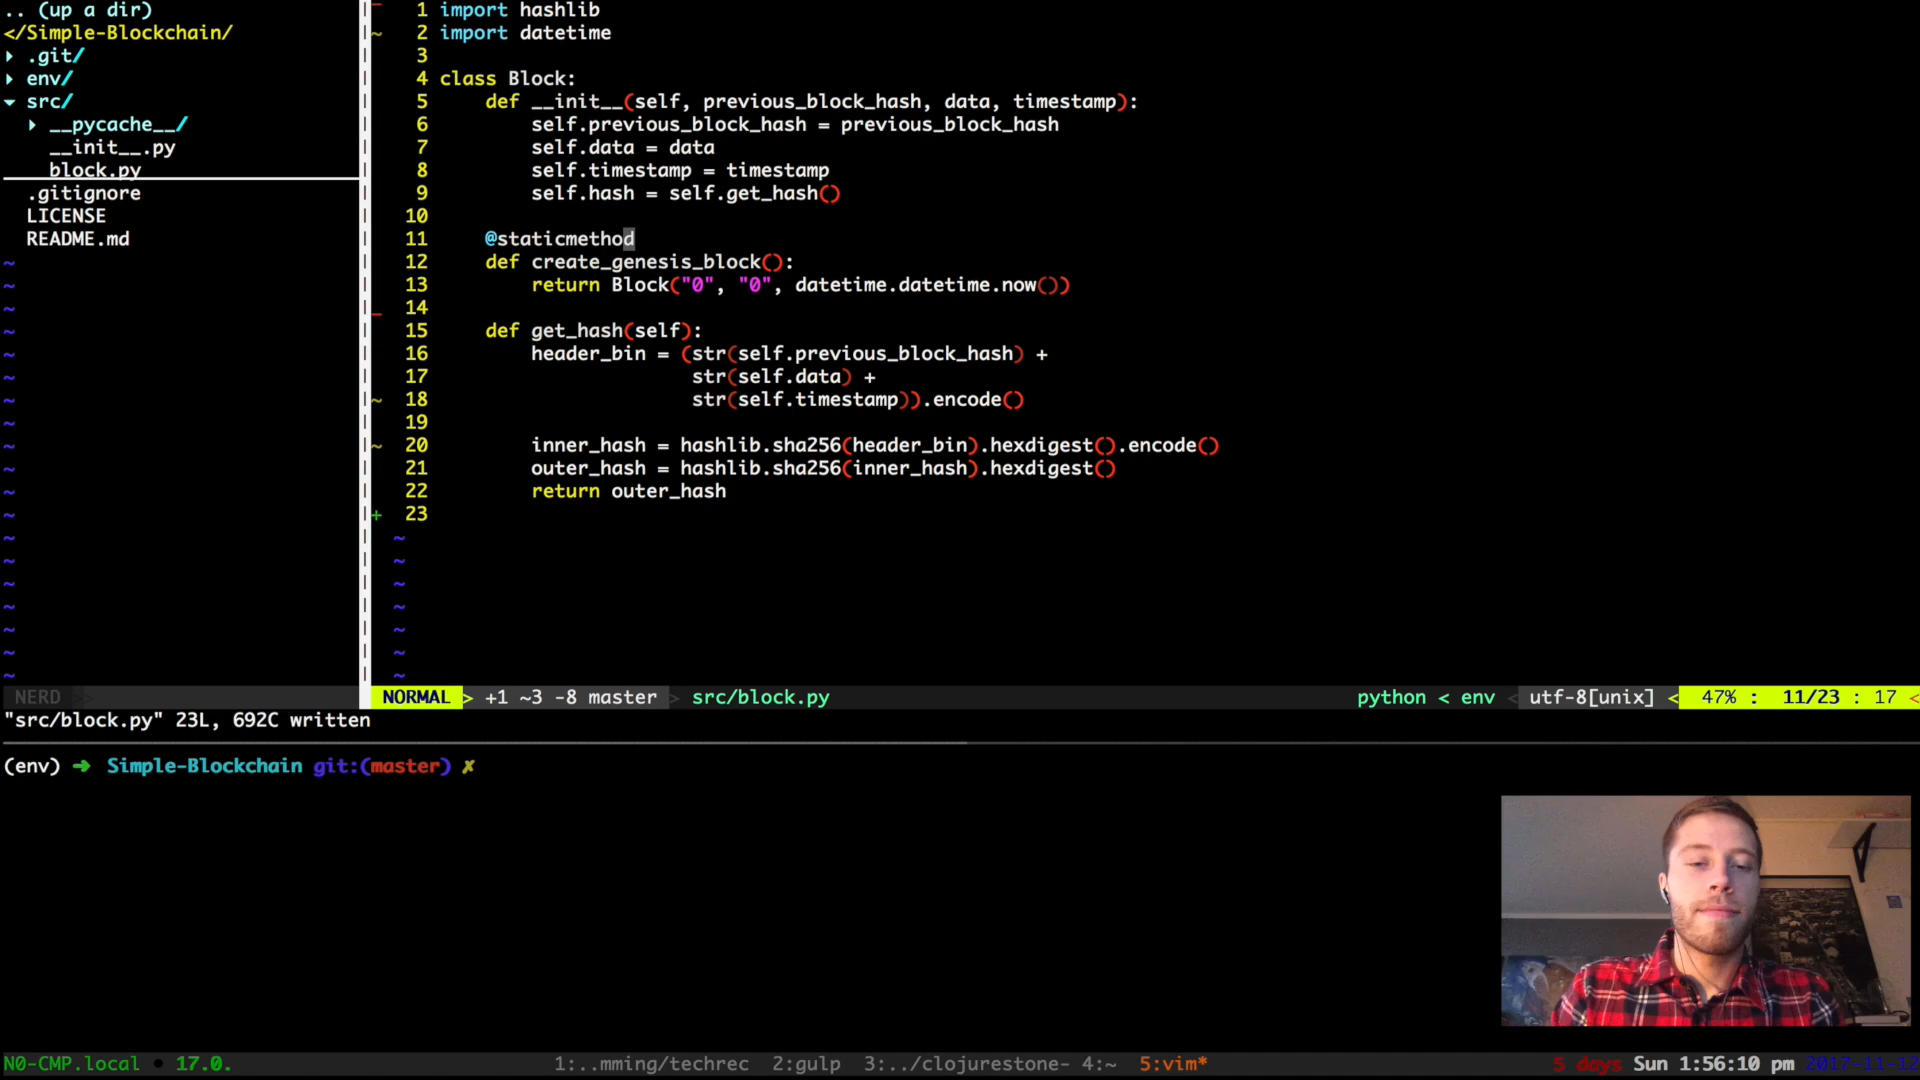 .. (up a dir)
</Simple-Blockchain/
.git/
env/
src/
__pycache__/
__init__.py
block.py
.gitignore
LICENSE
README.md
1 import hashlib
2 import datetime
3
4 class Block:
5 def __init__(self, previous_block_hash, data, timestamp):
6 self.previous_block_hash = previous_block_hash
7 self.data = data
8 self.timestamp = timestamp
9 self.hash = self.get_hash()
10
11 @staticmethod
12 def create_genesis_block():
13 return Block("0", "0", datetime.datetime.now())
14
15 def get_hash(self):
16 header_bin = (str(self.previous_block_hash) +
17 str(self.data) +
~ 18 str(self.timestamp)).encode()
19
~ 20 inner_hash = hashlib.sha256(header_bin).hexdigest().encode()
21 outer_hash = hashlib.sha256(inner_hash).hexdigest()
22 return outer_hash
+ 23
NERD
NORMAL > +1 ~3 -8 master > src/block.py python < env < utf-8[unix] < 47% : 11/23 : 17 <
"src/block.py" 23L, 692C written
(env) ➜ Simple-Blockchain git:(master) ✗
N0-CMP.local • 17.0. 1:..mming/techrec 2:gulp 3:../clojurestone- 4:~ 5:vim* 5 days Sun 1:56:10 pm 2017-11-12